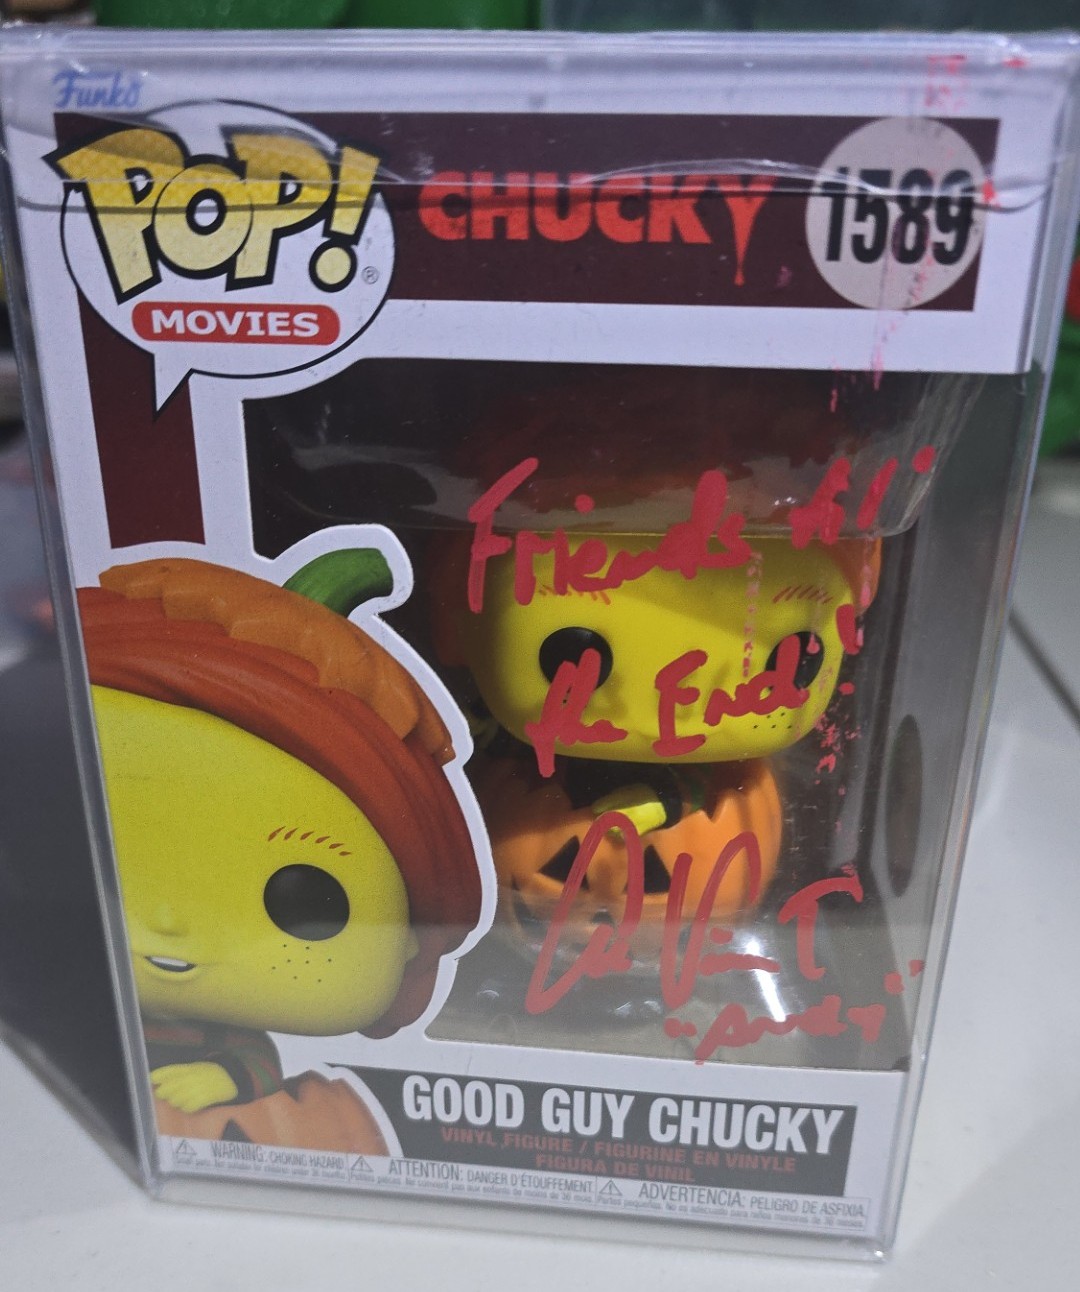 Funko
POP!®
MOVIES
CHUCKY
1589
"Friends til
the End!"
"Andy"
GOOD GUY CHUCKY
VINYL FIGURE / FIGURINE EN VINYLE
FIGURA DE VINIL
WARNING: CHOKING HAZARD
ATTENTION: DANGER D'ÉTOUFFEMENT
ADVERTENCIA: PELIGRO DE ASFIXIA